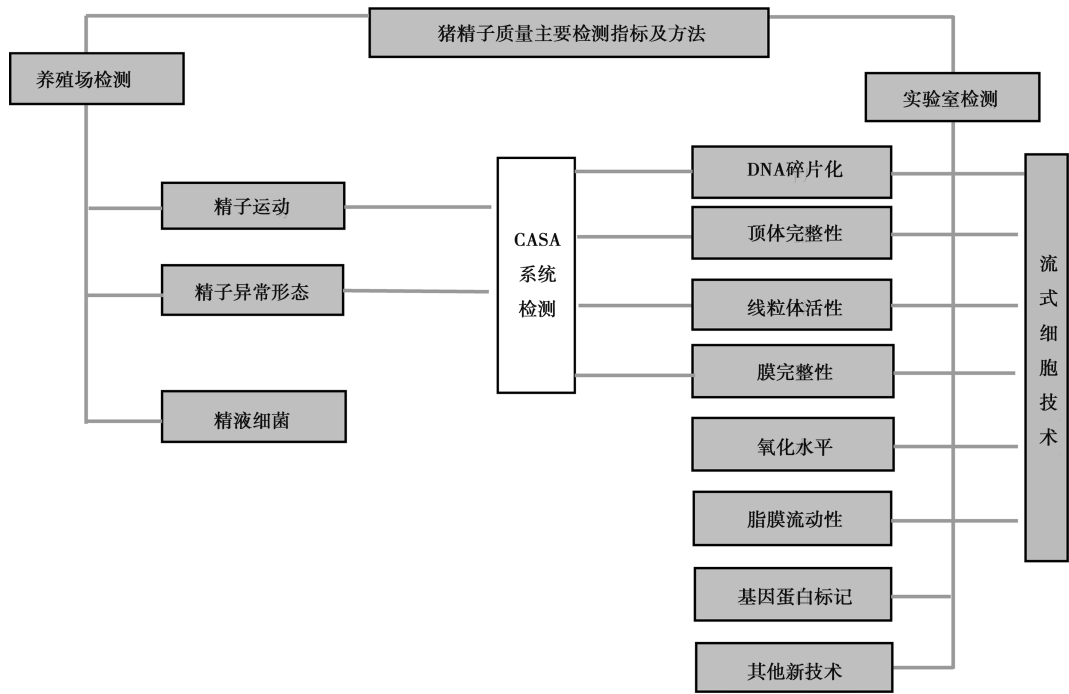 猪精子质量主要检测指标及方法
养殖场检测
实验室检测
精子运动
精子异常形态
精液细菌
CASA
系统
检测
DNA碎片化
顶体完整性
线粒体活性
膜完整性
氧化水平
脂膜流动性
基因蛋白标记
其他新技术
流
式
细
胞
技
术